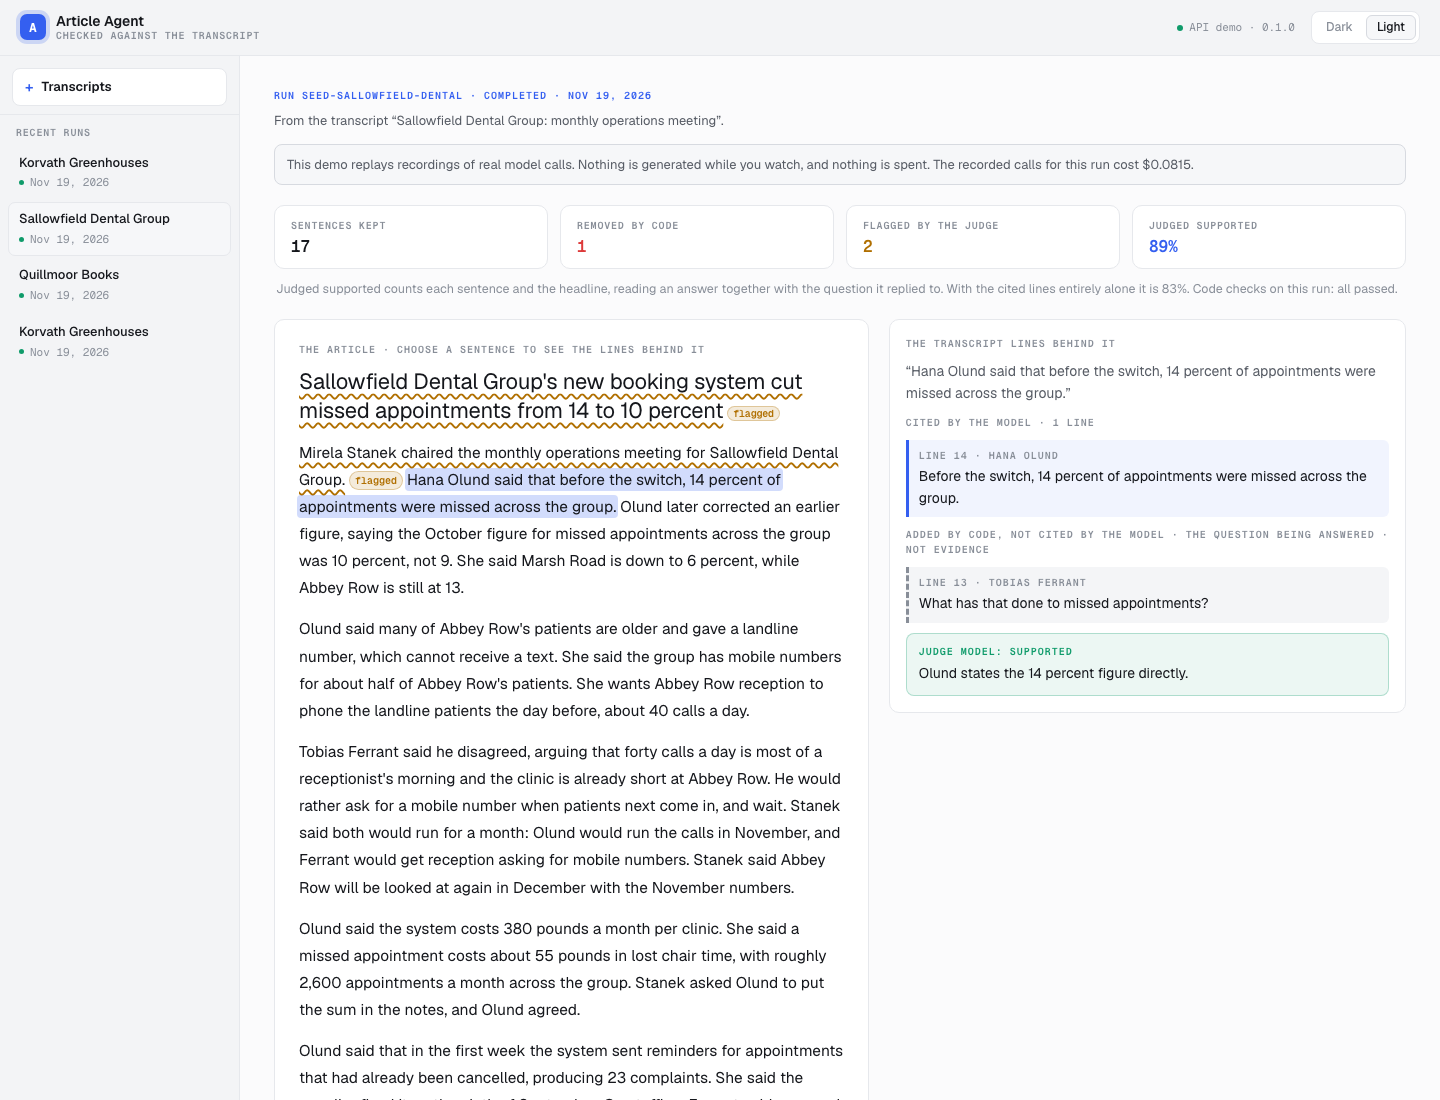 A
Article Agent
CHECKED AGAINST THE TRANSCRIPT
API demo · 0.1.0
Dark
Light
+ Transcripts
RECENT RUNS
Korvath Greenhouses
Nov 19, 2026
Sallowfield Dental Group
Nov 19, 2026
Quillmoor Books
Nov 19, 2026
Korvath Greenhouses
Nov 19, 2026
RUN SEED-SALLOWFIELD-DENTAL · COMPLETED · NOV 19, 2026
From the transcript “Sallowfield Dental Group: monthly operations meeting”.
This demo replays recordings of real model calls. Nothing is generated while you watch, and nothing is spent. The recorded calls for this run cost $0.0815.
SENTENCES KEPT
17
REMOVED BY CODE
1
FLAGGED BY THE JUDGE
2
JUDGED SUPPORTED
89%
Judged supported counts each sentence and the headline, reading an answer together with the question it replied to. With the cited lines entirely alone it is 83%. Code checks on this run: all passed.
THE ARTICLE · CHOOSE A SENTENCE TO SEE THE LINES BEHIND IT
Sallowfield Dental Group's new booking system cut
missed appointments from 14 to 10 percent flagged
Mirela Stanek chaired the monthly operations meeting for Sallowfield Dental
Group. flagged Hana Olund said that before the switch, 14 percent of
appointments were missed across the group. Olund later corrected an earlier
figure, saying the October figure for missed appointments across the group
was 10 percent, not 9. She said Marsh Road is down to 6 percent, while
Abbey Row is still at 13.
Olund said many of Abbey Row's patients are older and gave a landline
number, which cannot receive a text. She said the group has mobile numbers
for about half of Abbey Row's patients. She wants Abbey Row reception to
phone the landline patients the day before, about 40 calls a day.
Tobias Ferrant said he disagreed, arguing that forty calls a day is most of a
receptionist's morning and the clinic is already short at Abbey Row. He would
rather ask for a mobile number when patients next come in, and wait. Stanek
said both would run for a month: Olund would run the calls in November, and
Ferrant would get reception asking for mobile numbers. Stanek said Abbey
Row will be looked at again in December with the November numbers.
Olund said the system costs 380 pounds a month per clinic. She said a
missed appointment costs about 55 pounds in lost chair time, with roughly
2,600 appointments a month across the group. Stanek asked Olund to put
the sum in the notes, and Olund agreed.
Olund said that in the first week the system sent reminders for appointments
that had already been cancelled, producing 23 complaints. She said the
THE TRANSCRIPT LINES BEHIND IT
“Hana Olund said that before the switch, 14 percent of appointments were
missed across the group.”
CITED BY THE MODEL · 1 LINE
LINE 14 · HANA OLUND
Before the switch, 14 percent of appointments were missed across the
group.
ADDED BY CODE, NOT CITED BY THE MODEL · THE QUESTION BEING ANSWERED ·
NOT EVIDENCE
LINE 13 · TOBIAS FERRANT
What has that done to missed appointments?
JUDGE MODEL: SUPPORTED
Olund states the 14 percent figure directly.